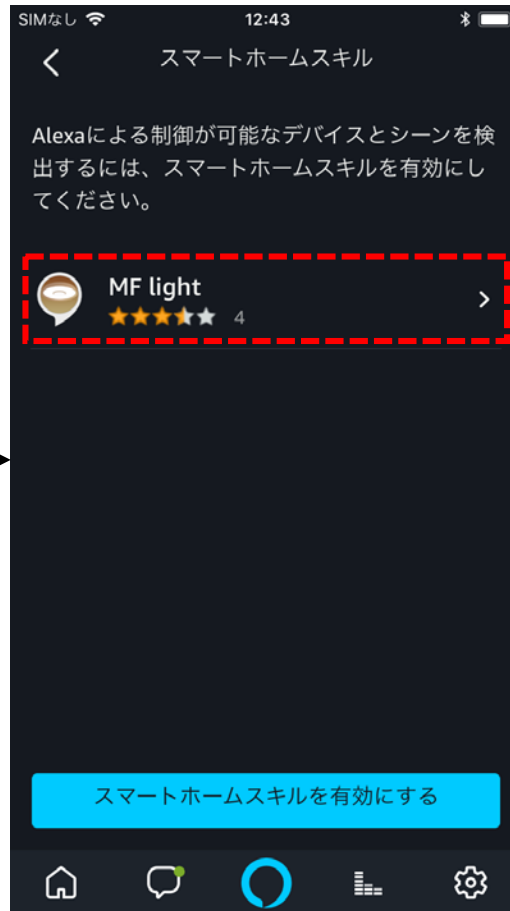 SIMなし 12:43
スマートホームスキル
Alexaによる制御が可能なデバイスとシーンを検
出するには、スマートホームスキルを有効にし
てください。
MF light
4
スマートホームスキルを有効にする